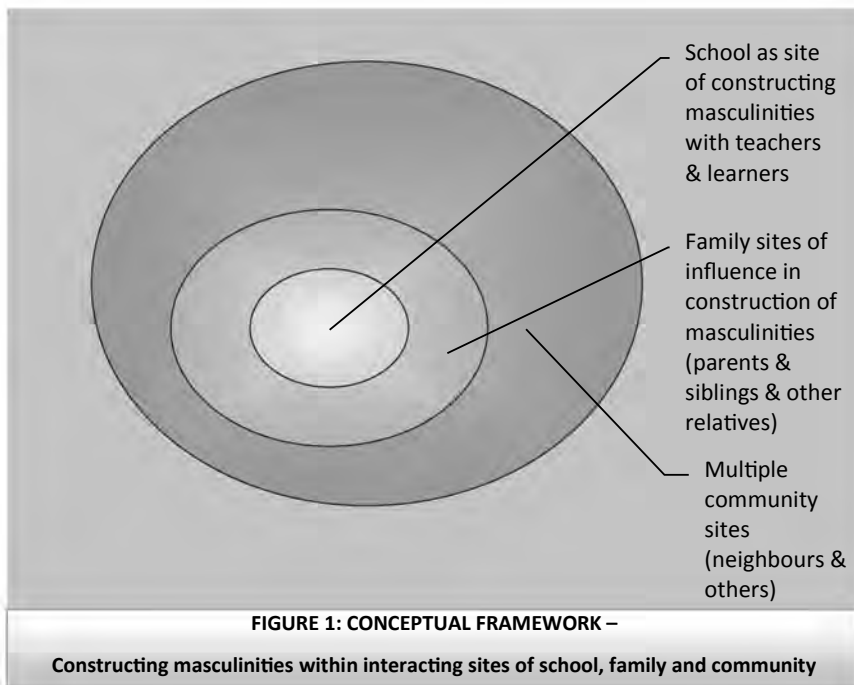 School as site
of constructing
masculinities
with teachers
& learners
Family sites of
influence in
construction of
masculinities
(parents &
siblings & other
relatives)
Multiple
community
sites
(neighbours &
others)
FIGURE 1: CONCEPTUAL FRAMEWORK –
Constructing masculinities within interacting sites of school, family and community